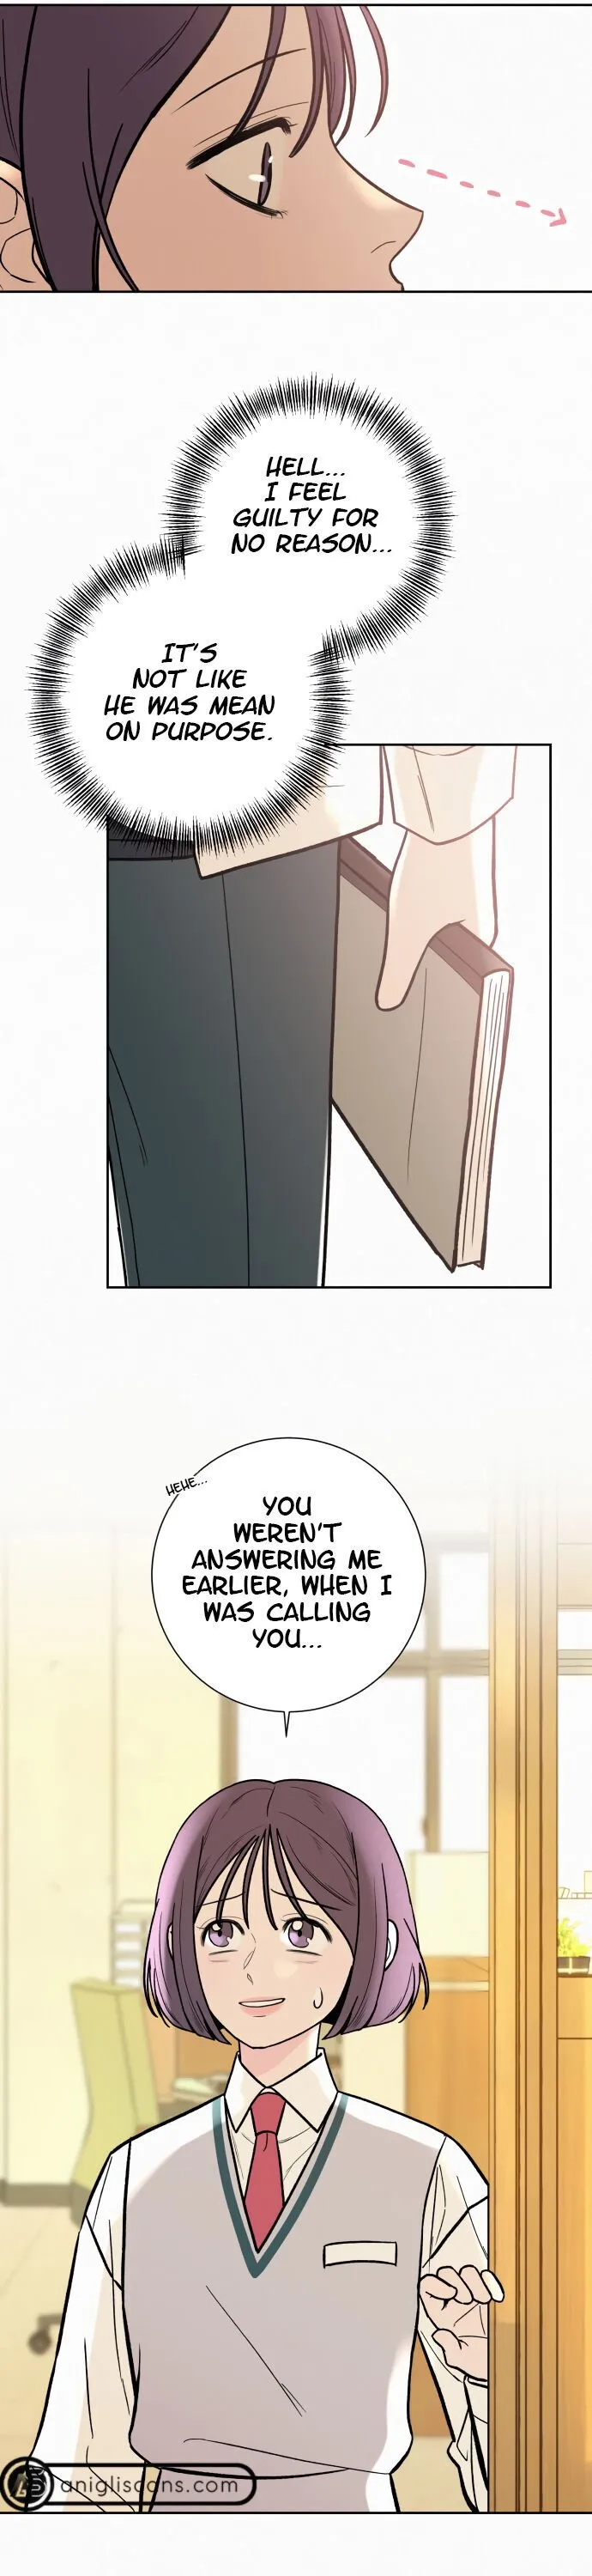 HELL...
I FEEL
GUILTY FOR
NO REASON...
IT'S
NOT LIKE
HE WAS MEAN
ON PURPOSE.
HEHE...
YOU
WEREN'T
ANSWERING ME
EARLIER, WHEN I
WAS CALLING
YOU...
anigliscans.com